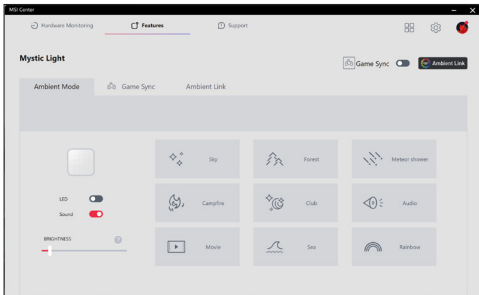 MSI Center
Hardware Monitoring
Features
Support
Mystic Light
Game Sync
Ambient Link
Ambient Mode
Game Sync
Ambient Link
Sky
Forest
Meteor shower
LED
Campfire
Club
Audio
Sound
BRIGHTNESS
Movie
Sea
Rainbow